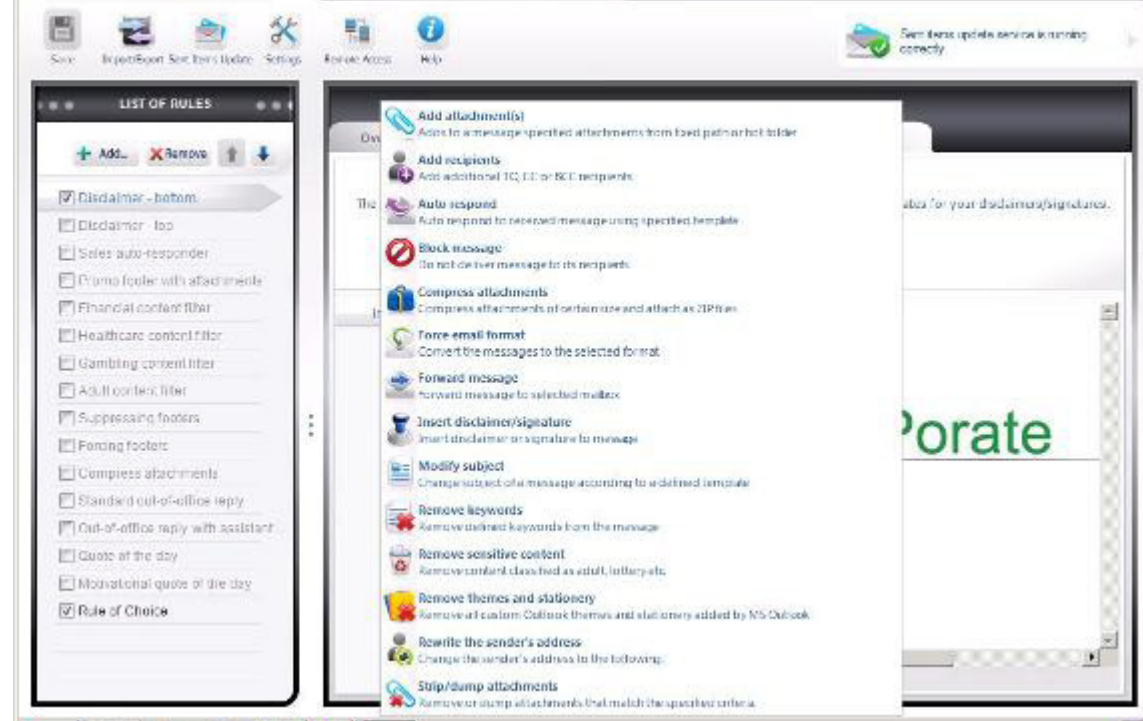 Save Import/Export Sent Items Update Settings Remote Access Help
Sent items update service is running
correctly
LIST OF RULES
Add... Remove
Disclaimer - bottom
Disclaimer - top
Sales auto-responder
Promo footer with attachments
Financial content filter
Healthcare content filter
Gambling content filter
Adult content filter
Suppressing footers
Forcing footers
Compress attachments
Standard out-of-office reply
Out-of-office reply with assistant
Quote of the day
Motivational quote of the day
Rule of Choice
The
ates for your disclaimers/signatures.
Add attachment(s)
Adds to a message specified attachments from fixed path or hot folder
Add recipients
Add additional TO, CC or BCC recipients
Auto respond
Auto respond to received message using specified template
Block message
Do not deliver message to its recipients
Compress attachments
Compress attachments of certain size and attach as ZIP files
Force email format
Convert the messages to the selected format
Forward message
Forward message to selected mailbox
Insert disclaimer/signature
Insert disclaimer or signature to message
Modify subject
Change subject of a message according to a defined template
Remove keywords
Remove defined keywords from the message
Remove sensitive content
Remove content classified as adult, lottery etc.
Remove themes and stationery
Remove all custom Outlook themes and stationery added by MS Outlook
Rewrite the sender's address
Change the sender's address to the following.
Strip/dump attachments
Remove or dump attachments that match the specified criteria
Porate